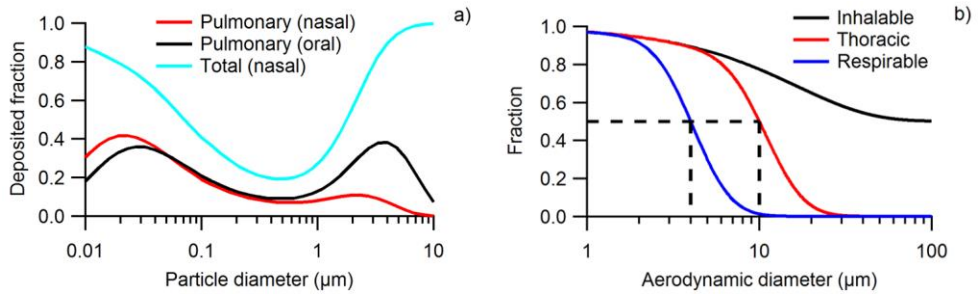 a)
Pulmonary (nasal)
Pulmonary (oral)
Total (nasal)
Deposited fraction
1.0
0.8
0.6
0.4
0.2
0.0
0.01
0.1
1
10
Particle diameter (µm)
b)
Inhalable
Thoracic
Respirable
Fraction
1.0
0.8
0.6
0.4
0.2
0.0
1
10
100
Aerodynamic diameter (µm)